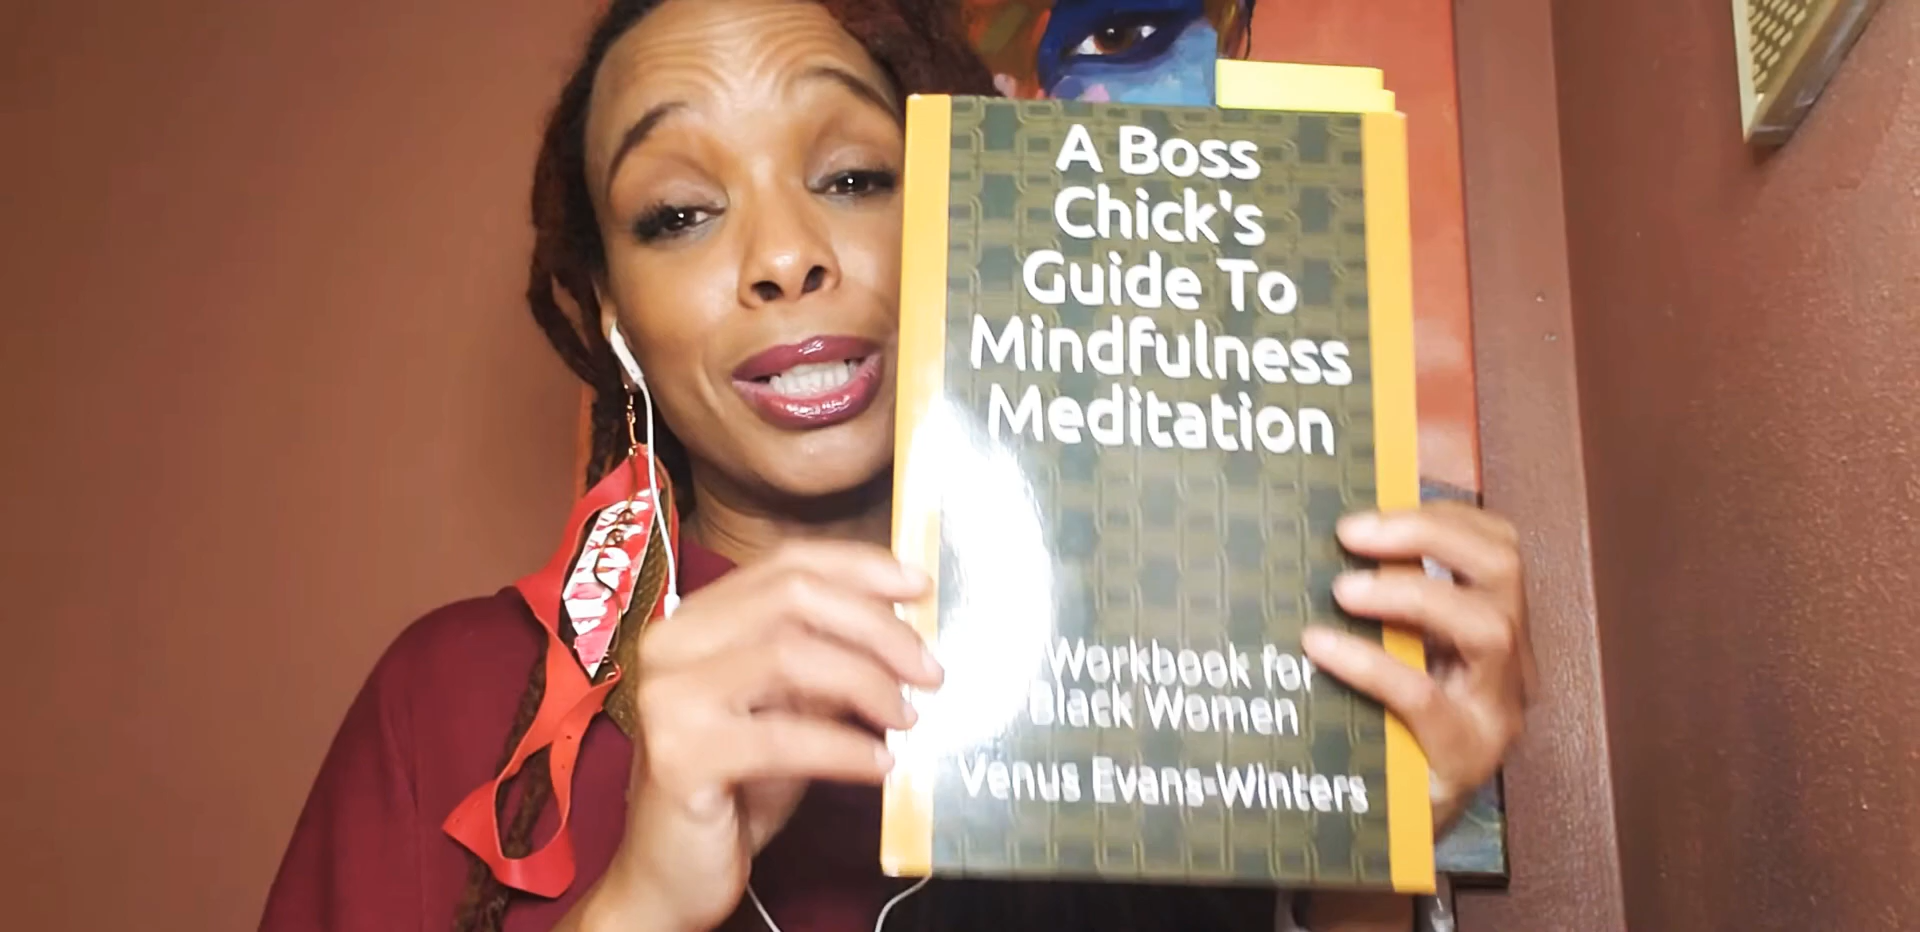 A Boss
Chick's
Guide To
Mindfulness
Meditation
Workbook for
Black Women
Venus Evans-Winters